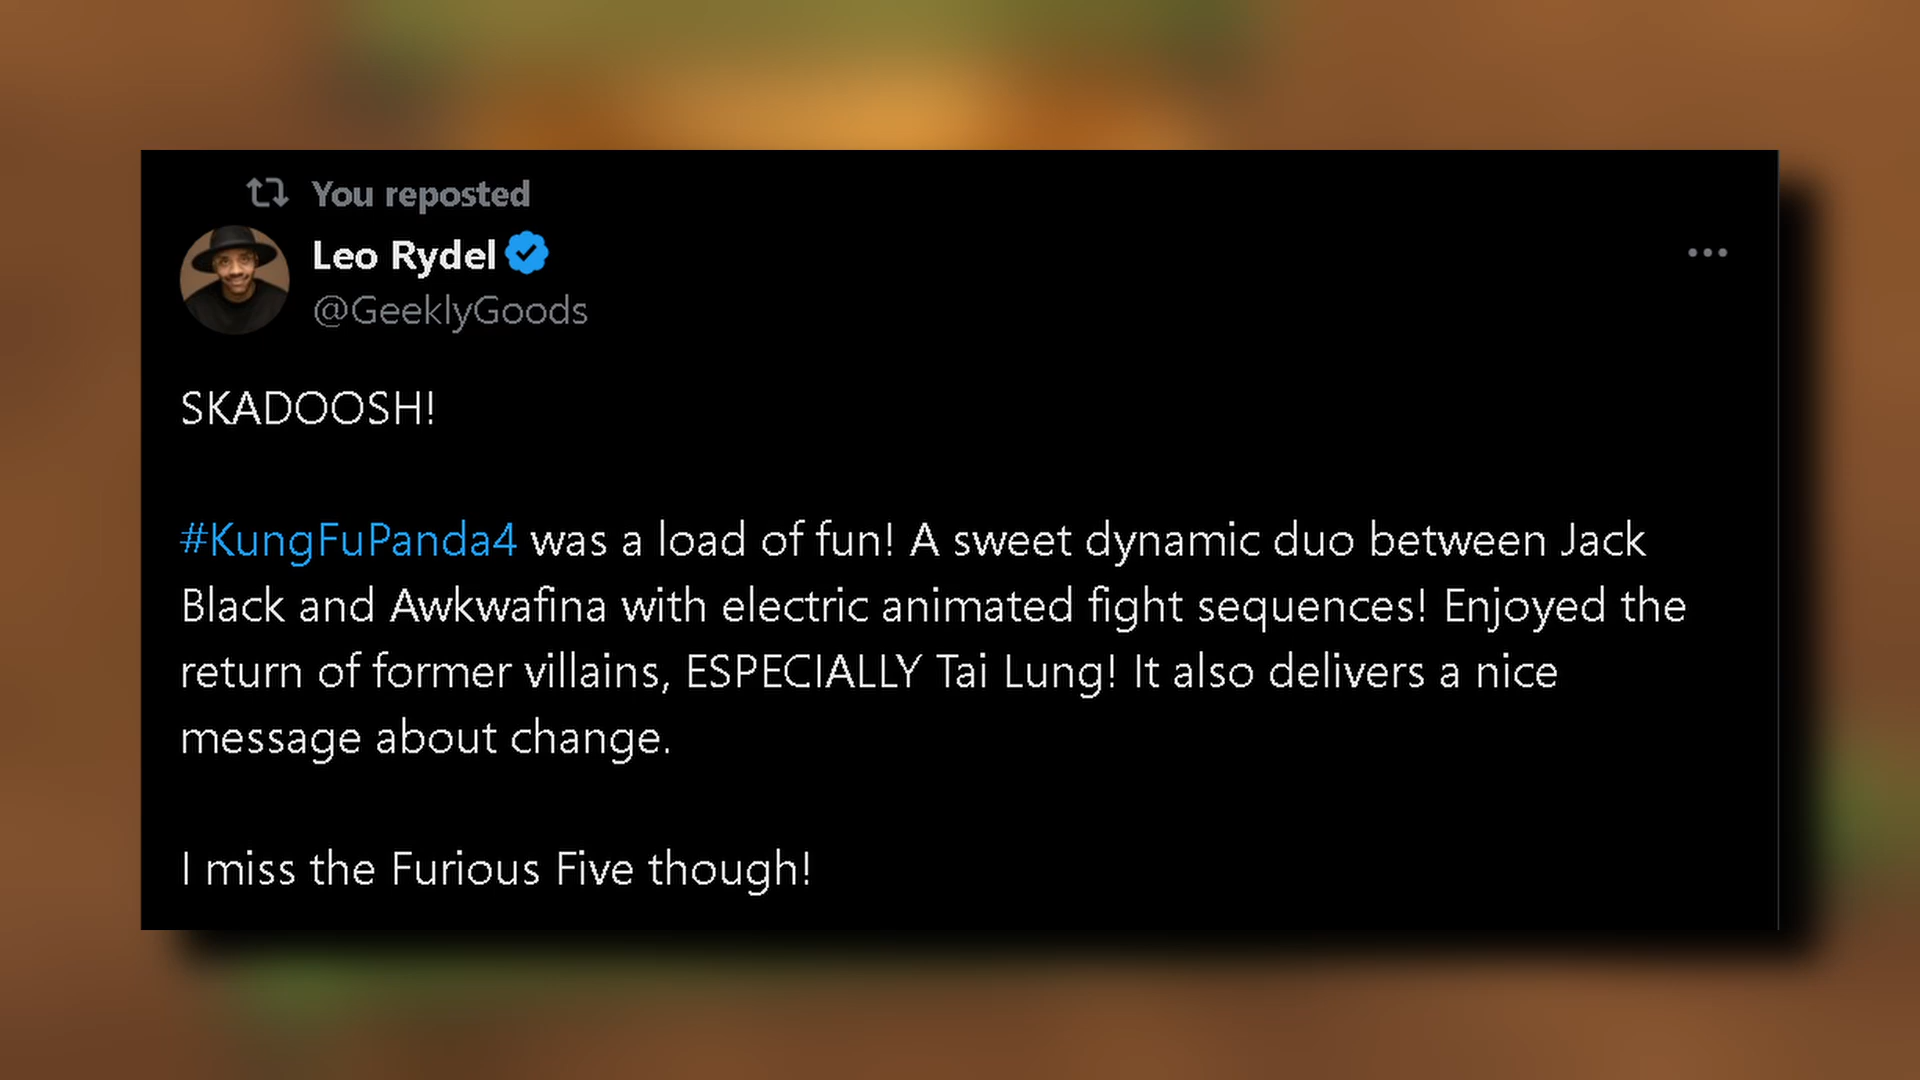 You reposted
Leo Rydel
@GeeklyGoods
SKADOOSH!
#KungFuPanda4 was a load of fun! A sweet dynamic duo between Jack
Black and Awkwafina with electric animated fight sequences! Enjoyed the
return of former villains, ESPECIALLY Tai Lung! It also delivers a nice
message about change.
I miss the Furious Five though!